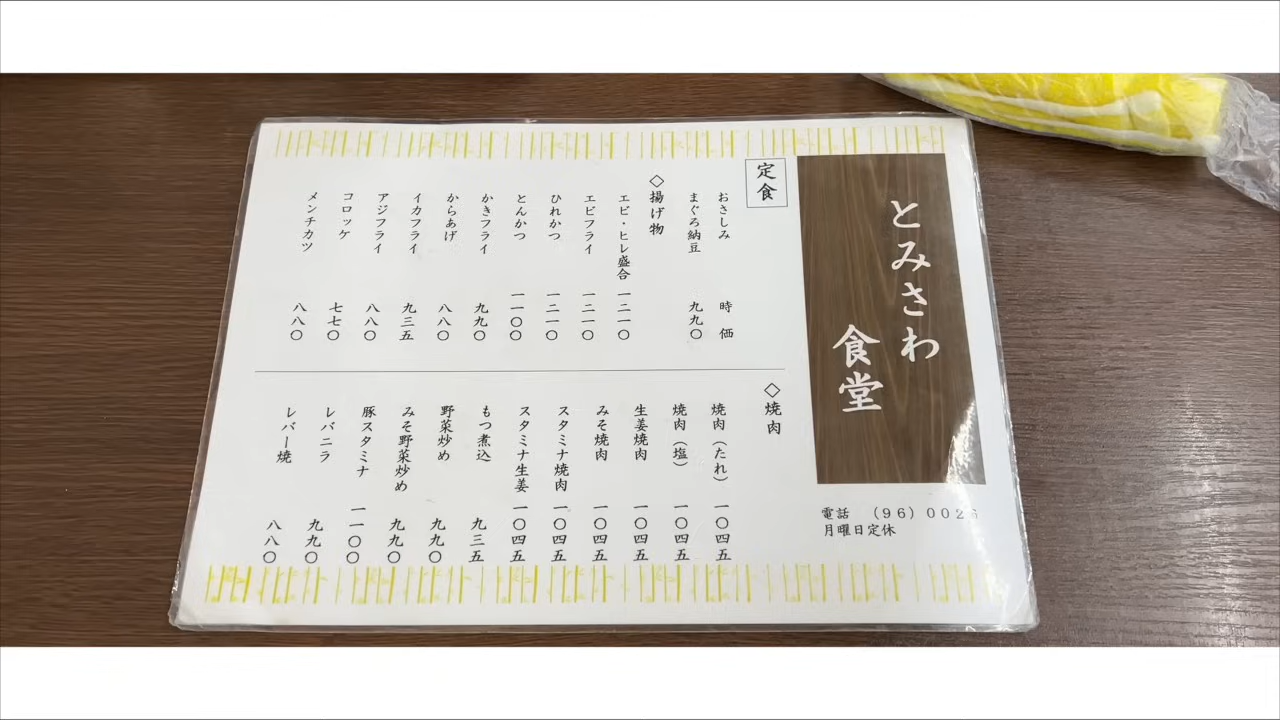 とみさわ
食堂
電話 （９６）００２６
月曜日定休
定食
おさしみ 時価
まぐろ納豆 九九〇
◇揚げ物
エビ・ヒレ盛合 一二一〇
エビフライ 一二一〇
ひれかつ 一二一〇
とんかつ 一一〇〇
かきフライ 九九〇
からあげ 八八〇
イカフライ 九三五
アジフライ 八八〇
コロッケ 七七〇
メンチカツ 八八〇
◇焼肉
焼肉（たれ） 一〇四五
焼肉（塩） 一〇四五
生姜焼肉 一〇四五
みそ焼肉 一〇四五
スタミナ焼肉 一〇四五
スタミナ生姜 一〇四五
もつ煮込 九三五
野菜炒め 九九〇
みそ野菜炒め 九九〇
豚スタミナ 一一〇〇
レバニラ 九九〇
レバー焼 八八〇